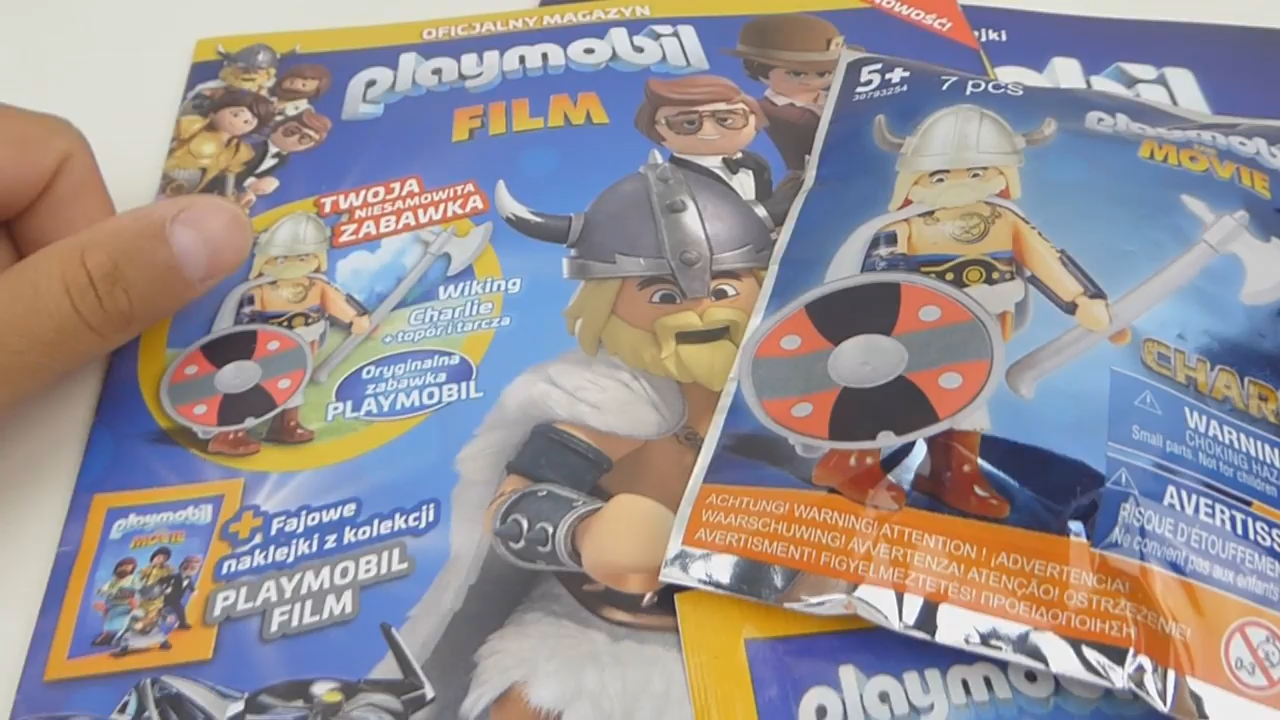 OFICJALNY MAGAZYN
playmobil
FILM
NOWOŚĆ!
TWOJA
NIESAMOWITA
ZABAWKA
Wiking
Charlie
+ topór i tarcza
Oryginalna
zabawka
PLAYMOBIL
playmobil
MOVIE
+ Fajowe
naklejki z kolekcji
PLAYMOBIL
FILM
5+
30793254
7 pcs
playmobil
THE
MOVIE
CHAR
WARNIN
CHOKING HAZ
Small parts. Not for children
AVERTISS
RISQUE D'ÉTOUFFEMEN
Ne convient pas aux enfants
ACHTUNG! WARNING! ATTENTION ! ¡ADVERTENCIA!
WAARSCHUWING! AVVERTENZA! ATENÇÃO! OSTRZEŻENIE!
AVERTISMENT! FIGYELMEZTETÉS! ΠΡΟΕΙΔΟΠΟΙΗΣΗ
0-3
playmobil